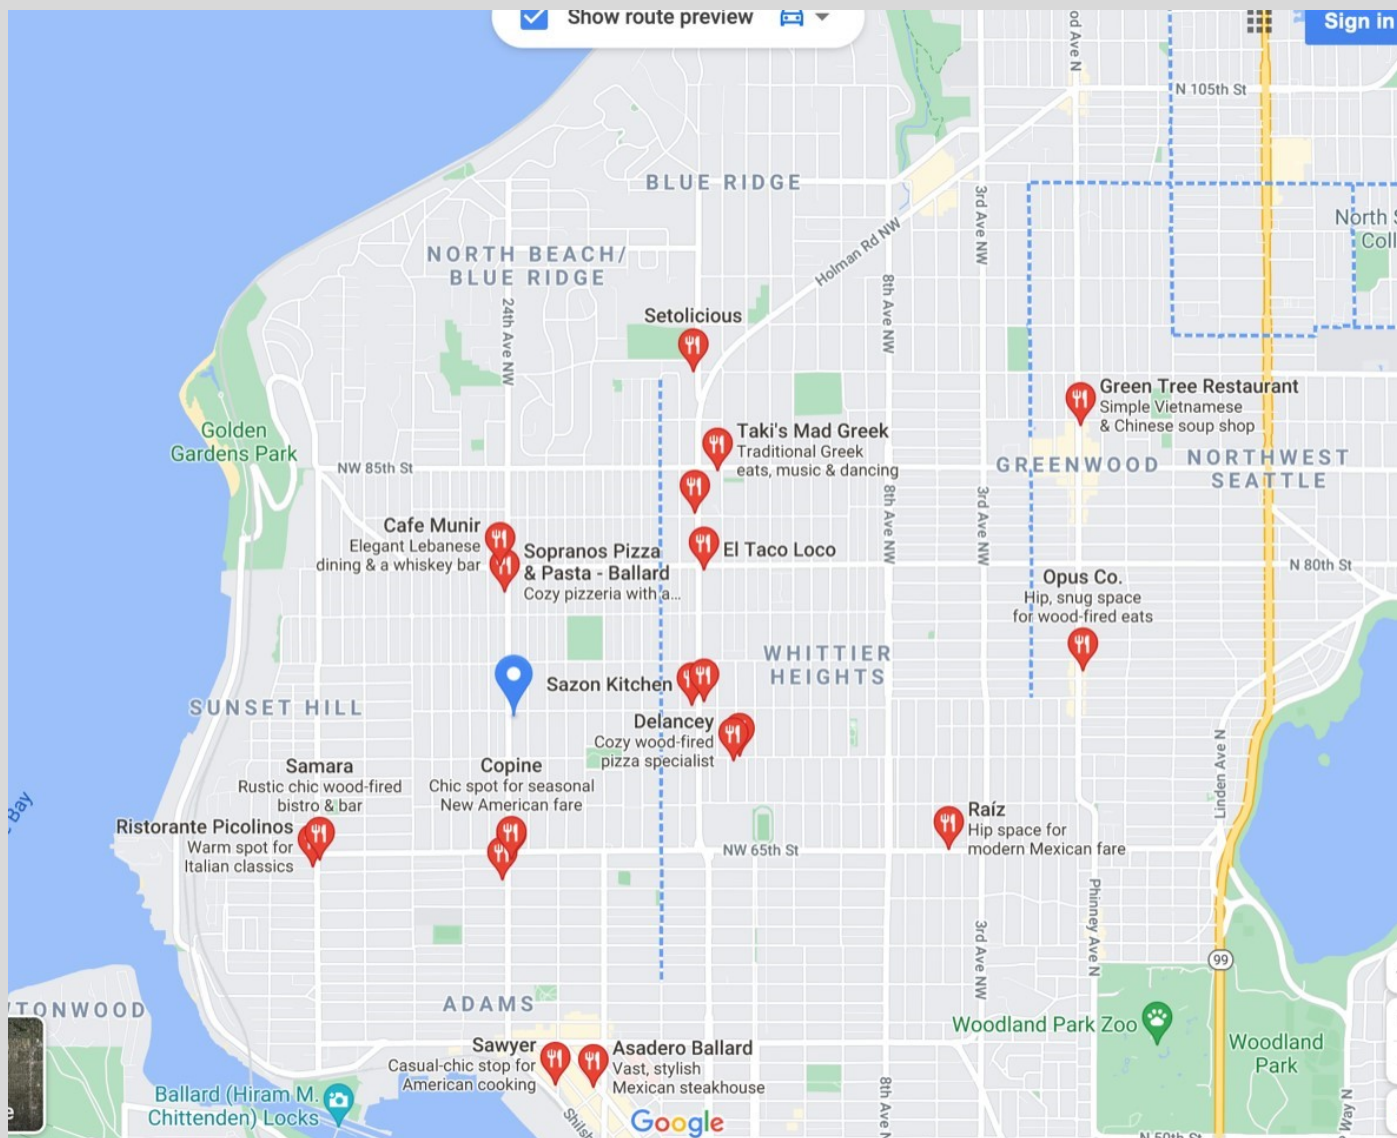 Show route preview
Sign in
od Ave N
N 105th St
BLUE RIDGE
3rd Ave NW
North
Coll
NORTH BEACH/
BLUE RIDGE
Holman Rd NW
8th Ave NW
24th Ave NW
Setolicious
Green Tree Restaurant
Simple Vietnamese
& Chinese soup shop
Golden
Gardens Park
Taki's Mad Greek
Traditional Greek
eats, music & dancing
NW 85th St
GREENWOOD
NORTHWEST
SEATTLE
8th Ave NW
3rd Ave NW
Cafe Munir
Elegant Lebanese
dining & a whiskey bar
Sopranos Pizza
& Pasta - Ballard
Cozy pizzeria with a...
El Taco Loco
N 80th St
Opus Co.
Hip, snug space
for wood-fired eats
WHITTIER
HEIGHTS
Sazon Kitchen
SUNSET HILL
Delancey
Cozy wood-fired
pizza specialist
Linden Ave N
Samara
Rustic chic wood-fired
bistro & bar
Copine
Chic spot for seasonal
New American fare
Bay
Ristorante Picolinos
Warm spot for
Italian classics
Raíz
Hip space for
modern Mexican fare
NW 65th St
Phinney Ave N
3rd Ave NW
99
TONWOOD
ADAMS
Woodland Park Zoo
Woodland
Park
Sawyer
Casual-chic stop for
American cooking
Asadero Ballard
Vast, stylish
Mexican steakhouse
Ballard (Hiram M.
Chittenden) Locks
8th Ave N
Way N
Shilsh
Google
N 50th St